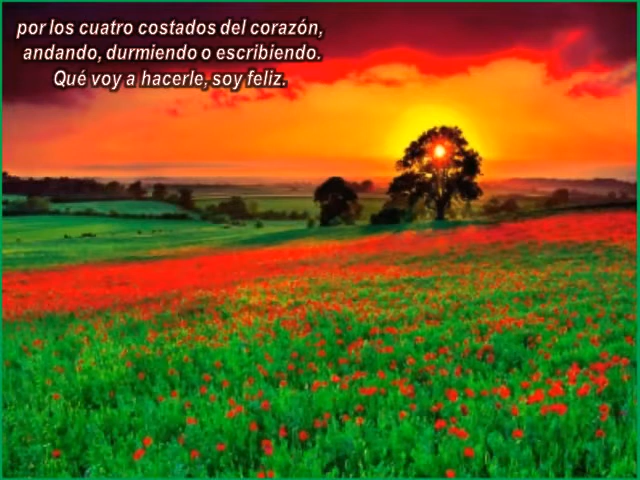 por los cuatro costados del corazón,
andando, durmiendo o escribiendo.
Qué voy a hacerle, soy feliz.